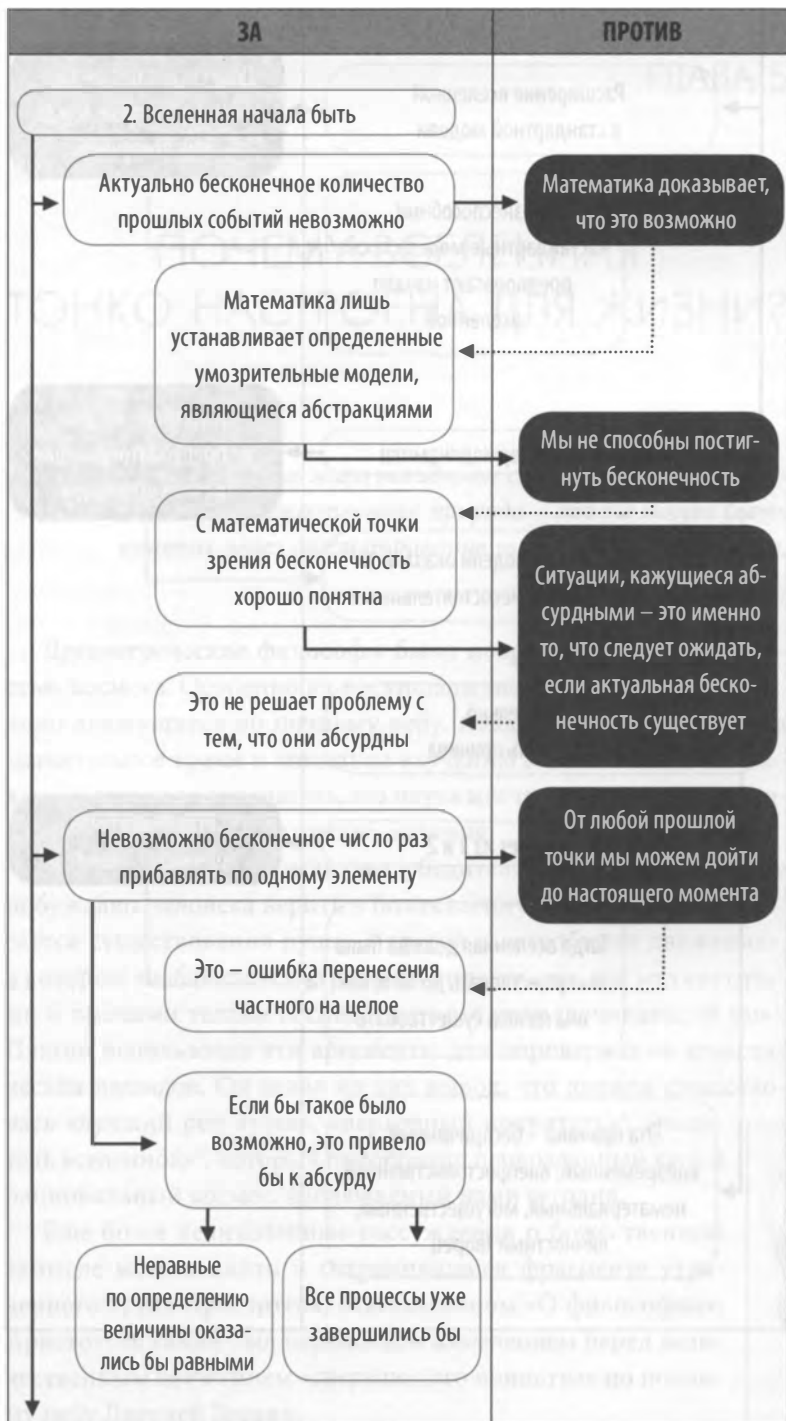 ЗА
ПРОТИВ
2. Вселенная начала быть
Актуально бесконечное количество
прошлых событий невозможно
Математика доказывает,
что это возможно
Математика лишь
устанавливает определенные
умозрительные модели,
являющиеся абстракциями
Мы не способны постиг-
нуть бесконечность
С математической точки
зрения бесконечность
хорошо понятна
Ситуации, кажущиеся аб-
сурдными – это именно
то, что следует ожидать,
если актуальная беско-
нечность существует
Это не решает проблему с
тем, что они абсурдны
Невозможно бесконечное число раз
прибавлять по одному элементу
От любой прошлой
точки мы можем дойти
до настоящего момента
Это – ошибка перенесения
частного на целое
Если бы такое было
возможно, это привело
бы к абсурду
Неравные
по определению
величины оказа-
лись бы равными
Все процессы уже
завершились бы